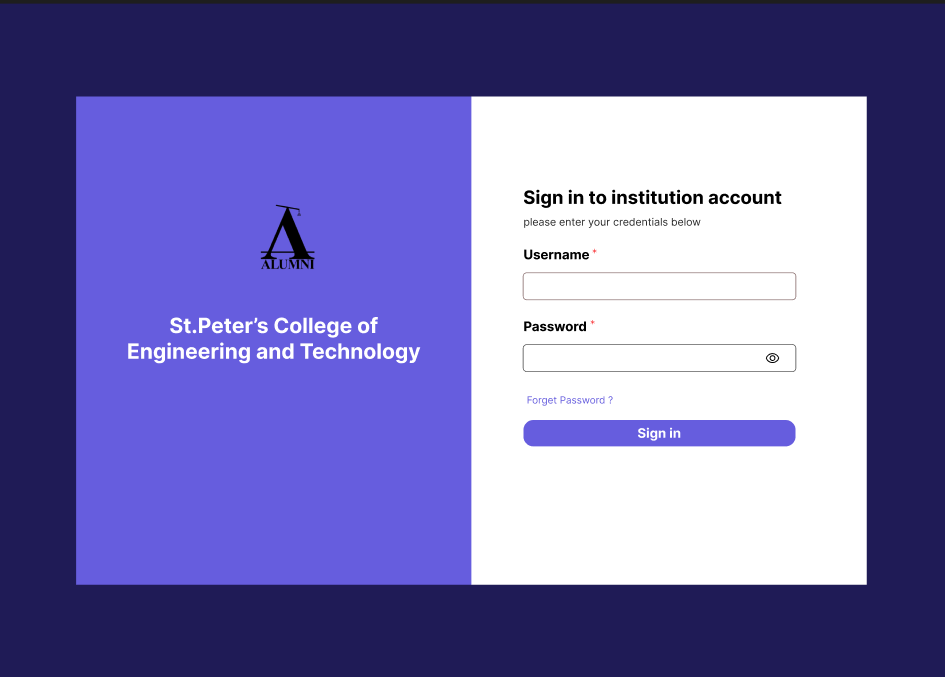 ALUMNI
St.Peter’s College of
Engineering and Technology
Sign in to institution account
please enter your credentials below
Username *
Password *
Forget Password ?
Sign in